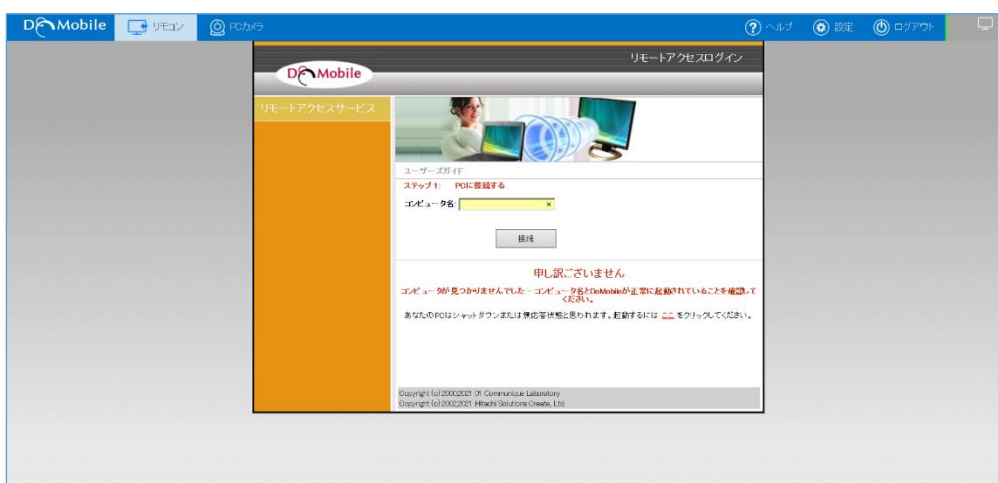 DoMobile リモコン PCカメラ ヘルプ 設定 ログアウト
リモートアクセスログイン
DoMobile
リモートアクセスサービス
ユーザーズガイド
ステップ 1: PCに接続する
コンピュータ名: ×
接続
申し訳ございません
コンピュータが見つかりませんでした - コンピュータ名とDoMobileが正常に起動されていることを確認して
ください。
あなたのPCはシャットダウンまたは無応答状態と思われます。起動するには ここ をクリックしてください。
Copyright (c) 2000,2021 01 Communique Laboratory
Copyright (c) 2002,2021 Hitachi Solutions Create, Ltd.